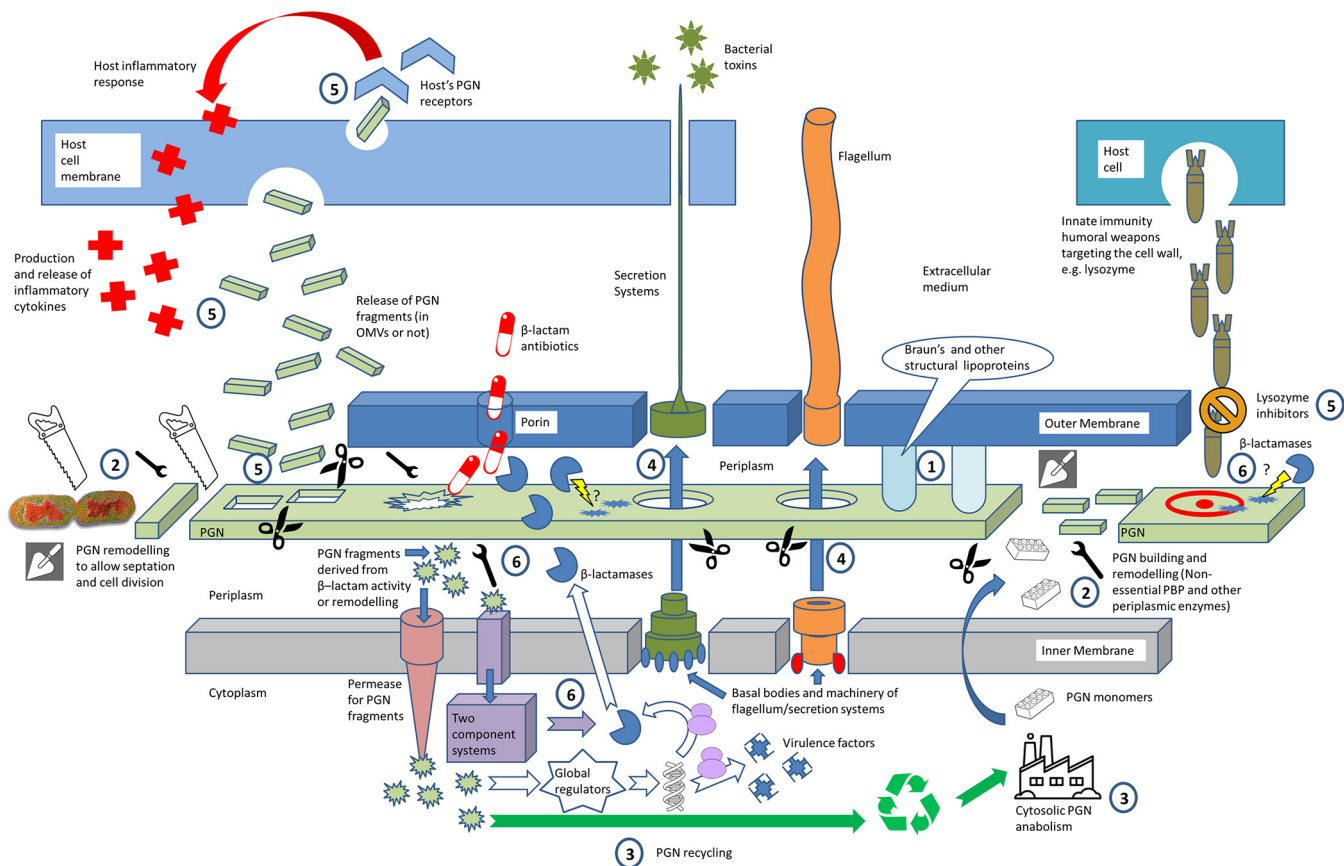 Host inflammatory
response
5
Host's PGN
receptors
Bacterial
toxins
Host
cell
membrane
Flagellum
Host
cell
Innate immunity
humoral weapons
targeting the cell wall,
e.g. lysozyme
Production
and release of
inflammatory
cytokines
5
Release of PGN
fragments (in
OMVs or not)
β-lactam
antibiotics
Secretion
Systems
Extracellular
medium
Braun's and other
structural lipoproteins
Porin
Outer Membrane
Lysozyme
inhibitors
5
β-lactamases
2
5
4
Periplasm
1
6
?
?
PGN
PGN
PGN remodelling
to allow septation
and cell division
PGN fragments
derived from
β–lactam activity
or remodelling
6
β-lactamases
4
2
PGN building and
remodelling (Non-
essential PBP and other
periplasmic enzymes)
Periplasm
Inner Membrane
Cytoplasm
Permease
for PGN
fragments
Two
component
systems
6
Basal bodies and machinery of
flagellum/secretion systems
PGN monomers
Virulence factors
Global
regulators
Cytosolic PGN
anabolism
3
3
PGN recycling